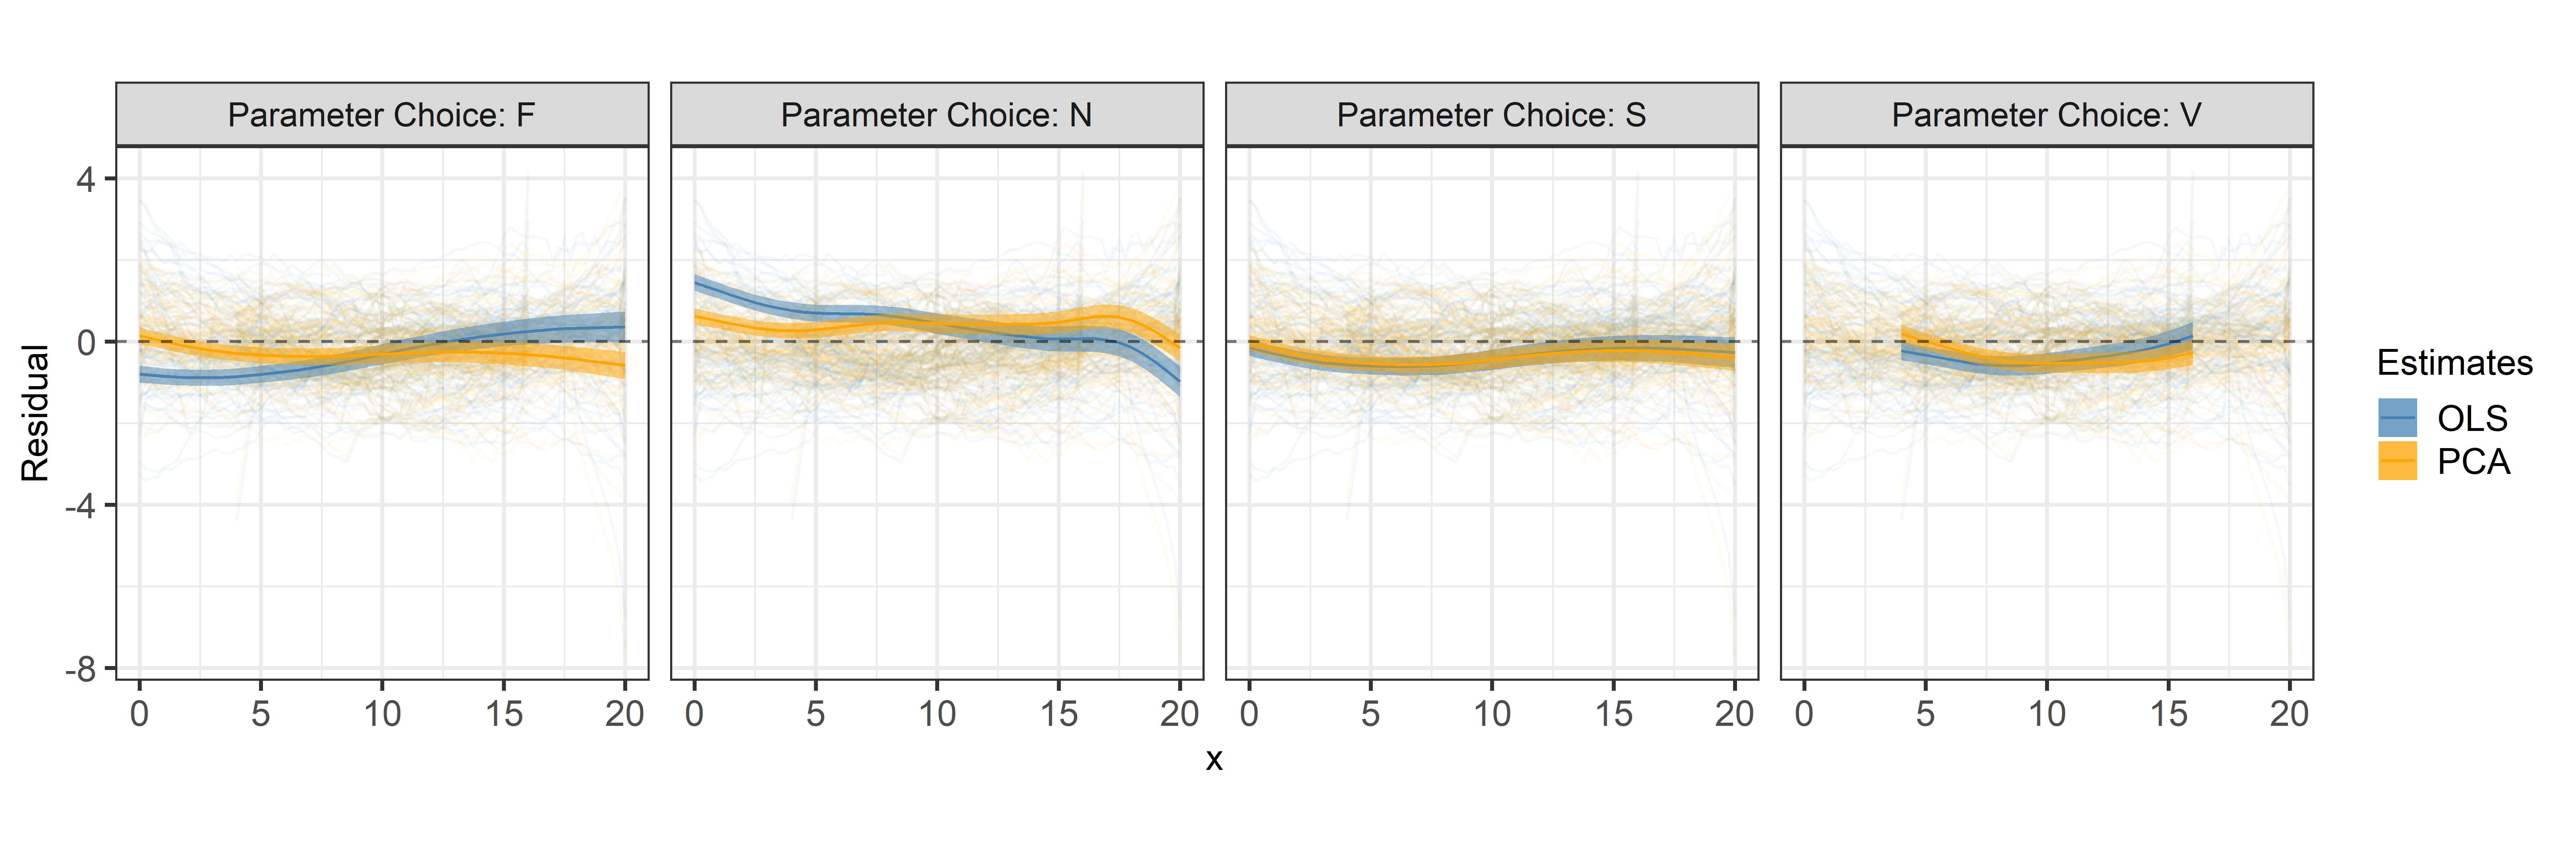 Parameter Choice: F
Parameter Choice: N
Parameter Choice: S
Parameter Choice: V
4
0
-4
-8
Residual
0 5 10 15 20
0 5 10 15 20
0 5 10 15 20
0 5 10 15 20
x
Estimates
OLS
PCA